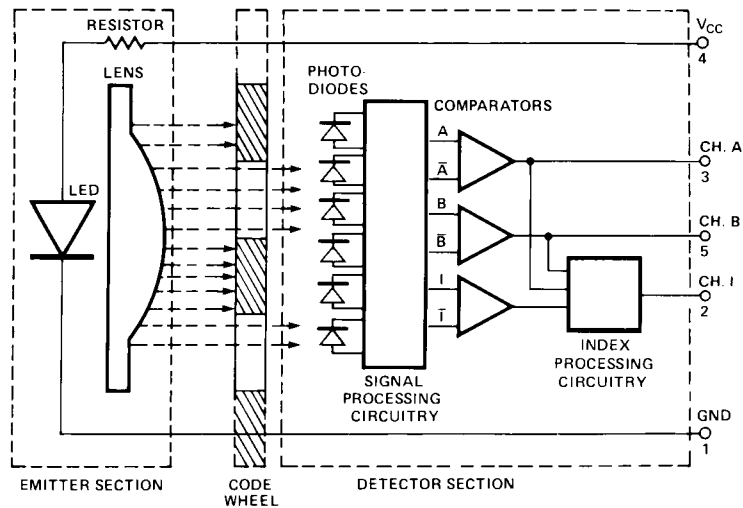 RESISTOR
LENS
LED
PHOTO-
DIODES
COMPARATORS
A
A̅
B
B̅
I
I̅
VCC
4
CH. A
3
CH. B
5
CH. I
2
GND
1
SIGNAL
PROCESSING
CIRCUITRY
INDEX
PROCESSING
CIRCUITRY
EMITTER SECTION
CODE
WHEEL
DETECTOR SECTION